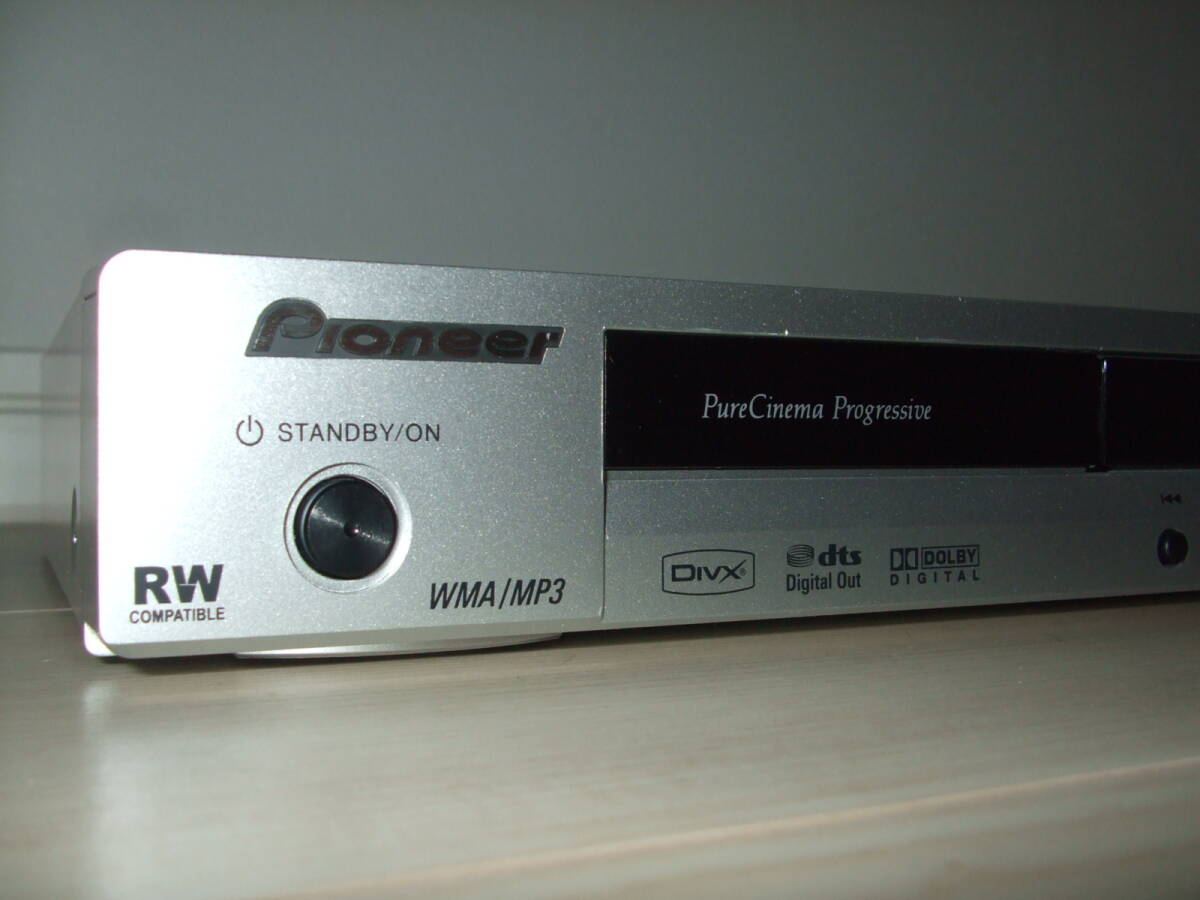 Pioneer
STANDBY/ON
PureCinema Progressive
RW
COMPATIBLE
WMA/MP3
DIVX
dts
Digital Out
DOLBY
DIGITAL